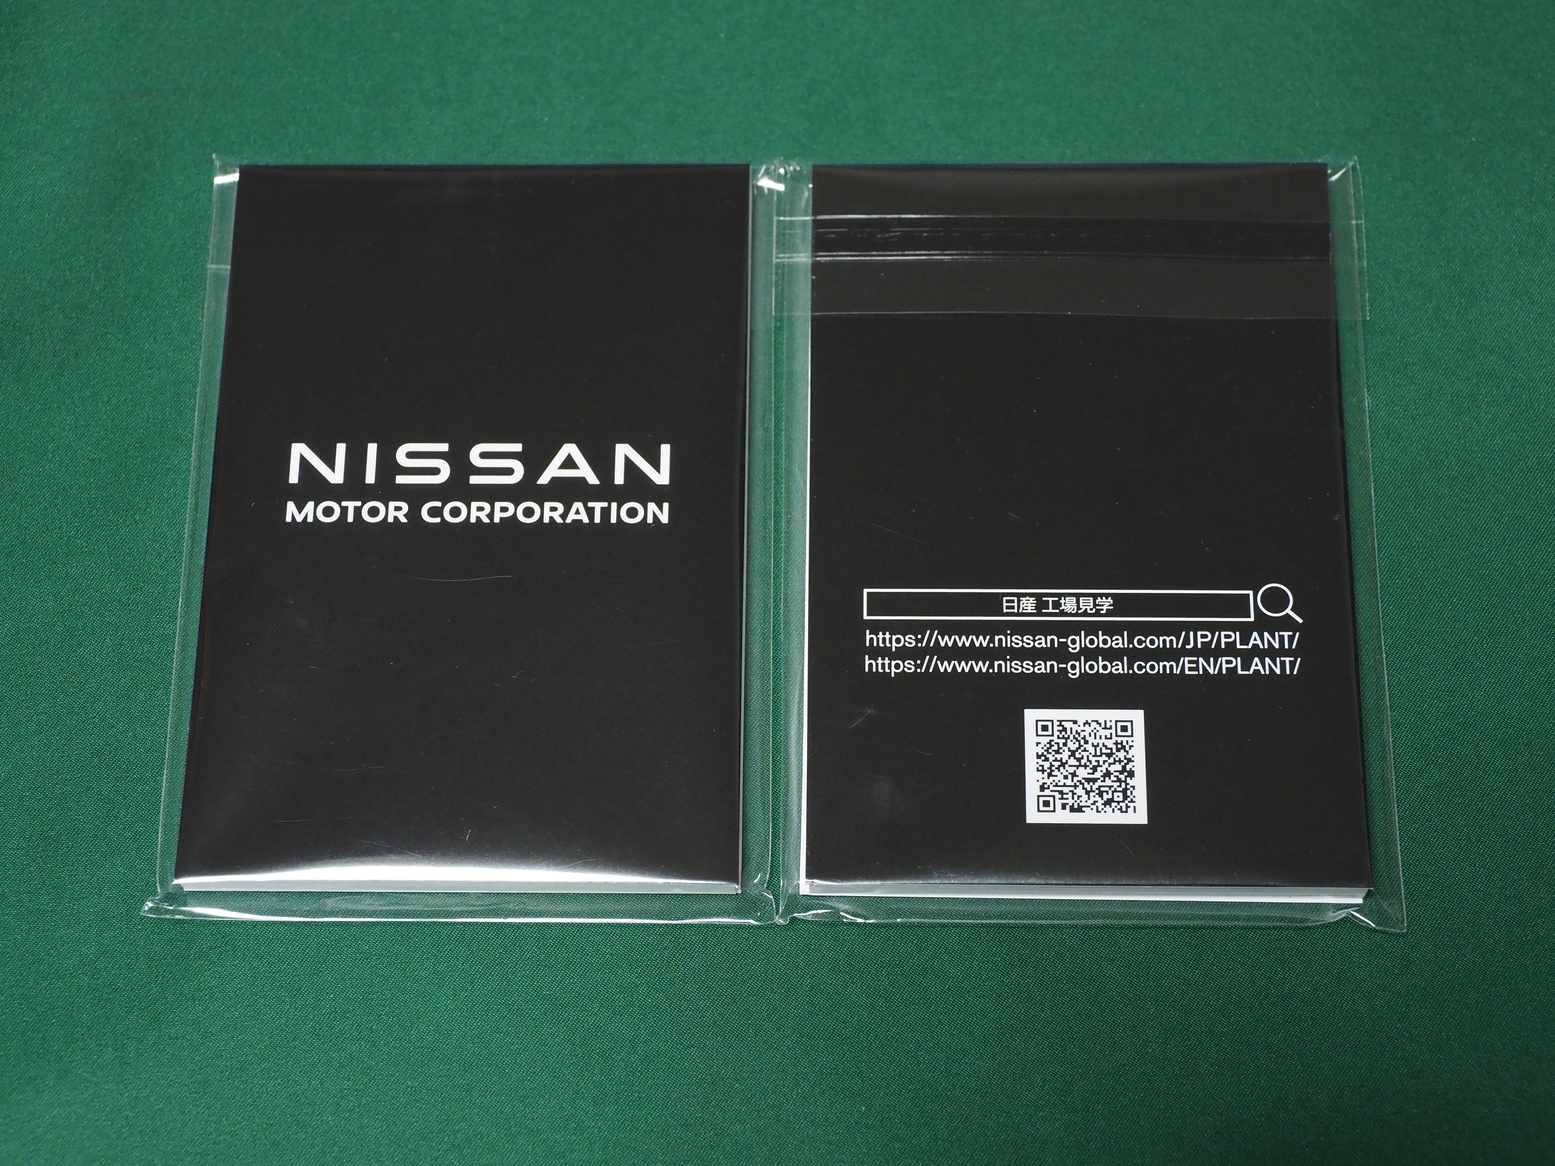 NISSAN
MOTOR CORPORATION
日産 工場見学
https://www.nissan-global.com/JP/PLANT/
https://www.nissan-global.com/EN/PLANT/